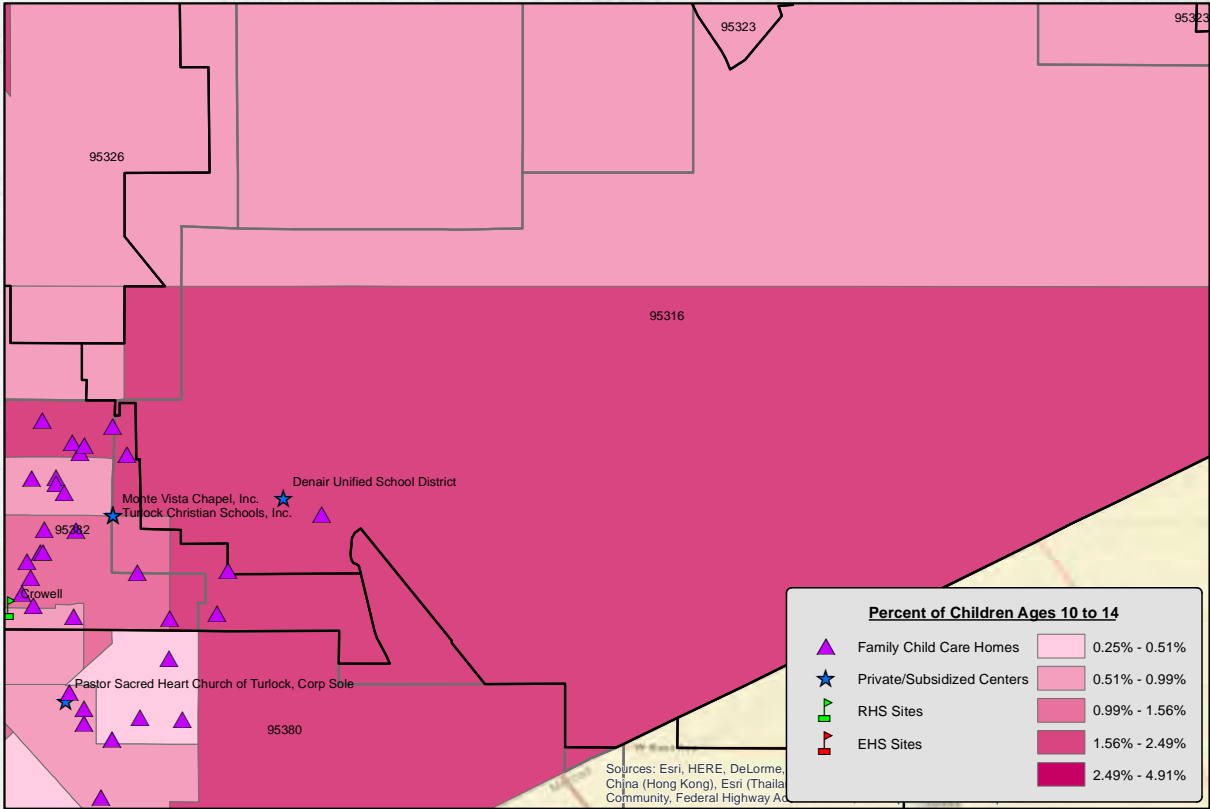 95323
95323
95326
95316
Denair Unified School District
Monte Vista Chapel, Inc.
Turlock Christian Schools, Inc.
95382
Crowell
Pastor Sacred Heart Church of Turlock, Corp Sole
95380
Percent of Children Ages 10 to 14
Family Child Care Homes 0.25% - 0.51%
Private/Subsidized Centers 0.51% - 0.99%
RHS Sites 0.99% - 1.56%
EHS Sites 1.56% - 2.49%
2.49% - 4.91%
Sources: Esri, HERE, DeLorme,
China (Hong Kong), Esri (Thailan
Community, Federal Highway Ad